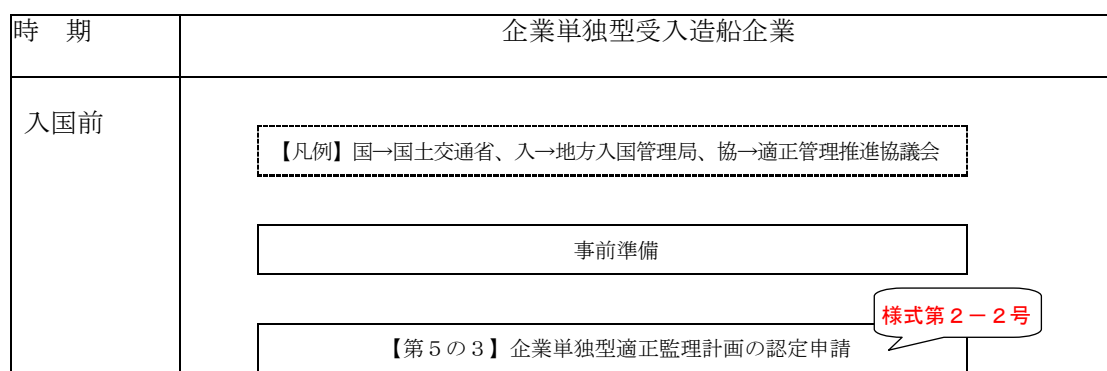 時　期
企業単独型受入造船企業
入国前
【凡例】国→国土交通省、入→地方入国管理局、協→適正管理推進協議会
事前準備
様式第２－２号
【第５の３】企業単独型適正監理計画の認定申請